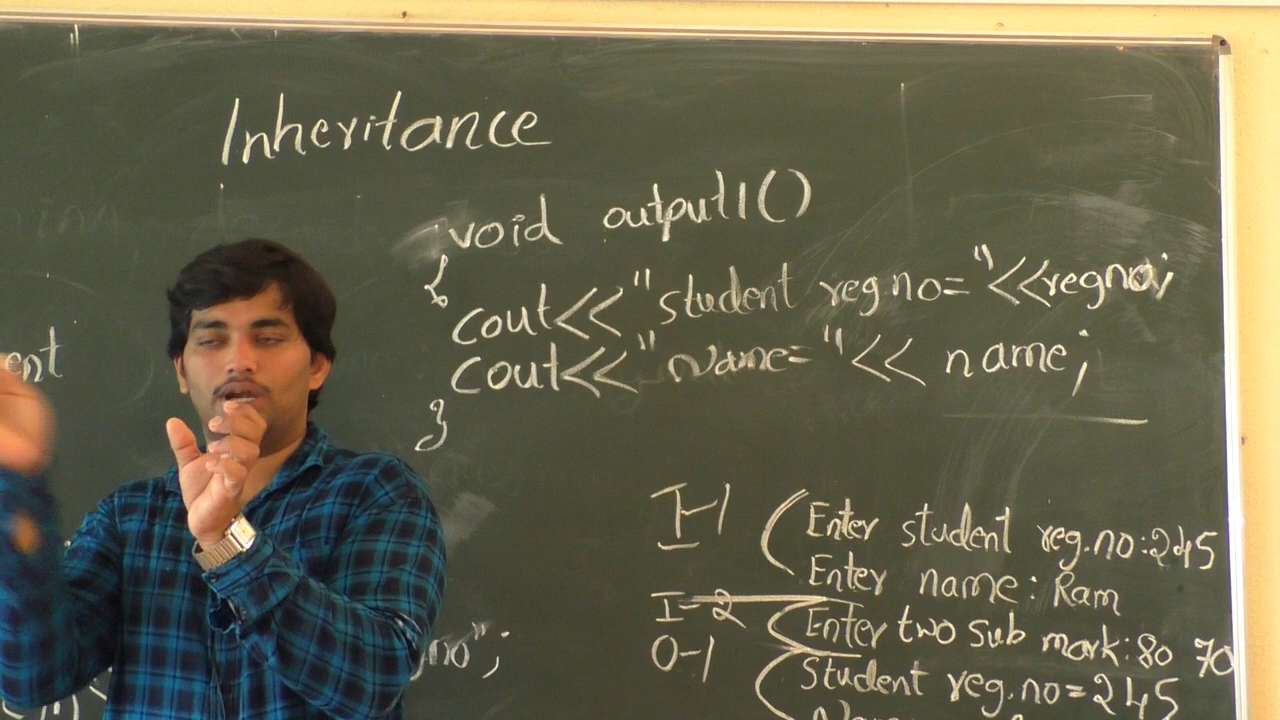 Inheritance
void output1()
{
cout<<"student reg.no="<<regno;
cout<<"Name="<< name;
}
ent
I-1 Enter student reg.no:245
Enter name: Ram
I-2 Enter two sub mark:80 70
O-1 Student reg.no=245
no";